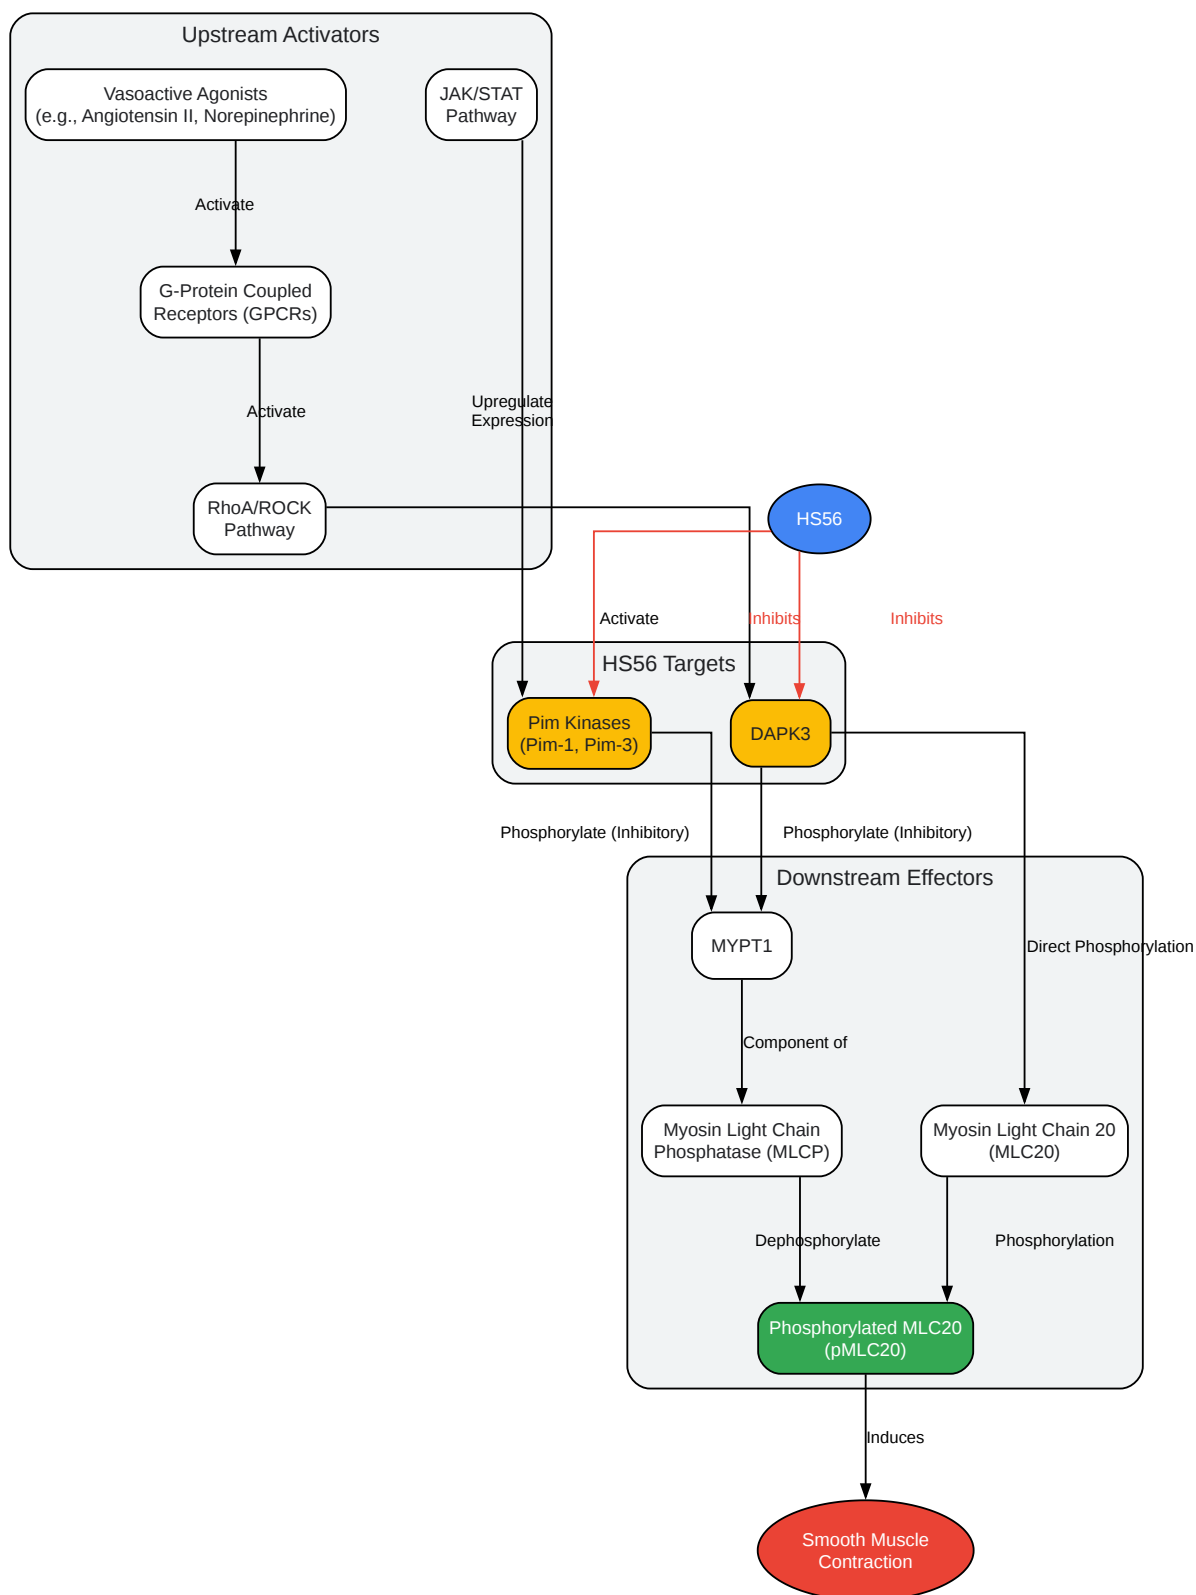 Upstream Activators
Vasoactive Agonists
(e.g., Angiotensin II, Norepinephrine)
JAK/STAT
Pathway
Activate
G-Protein Coupled
Receptors (GPCRs)
Activate
Upregulate
Expression
RhoA/ROCK
Pathway
HS56
Activate
Inhibits
Inhibits
HS56 Targets
Pim Kinases
(Pim-1, Pim-3)
DAPK3
Phosphorylate (Inhibitory)
Phosphorylate (Inhibitory)
Downstream Effectors
MYPT1
Direct Phosphorylation
Component of
Myosin Light Chain
Phosphatase (MLCP)
Myosin Light Chain 20
(MLC20)
Dephosphorylate
Phosphorylation
Phosphorylated MLC20
(pMLC20)
Induces
Smooth Muscle
Contraction